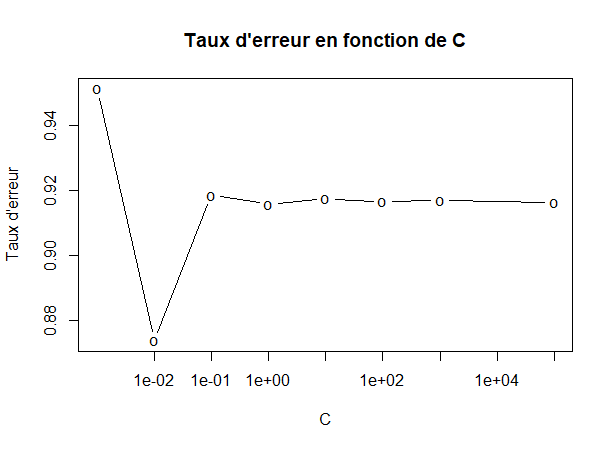 Taux d'erreur en fonction de C
Taux d'erreur
0.94
0.92
0.90
0.88
1e-02 1e-01 1e+00 1e+02 1e+04
C